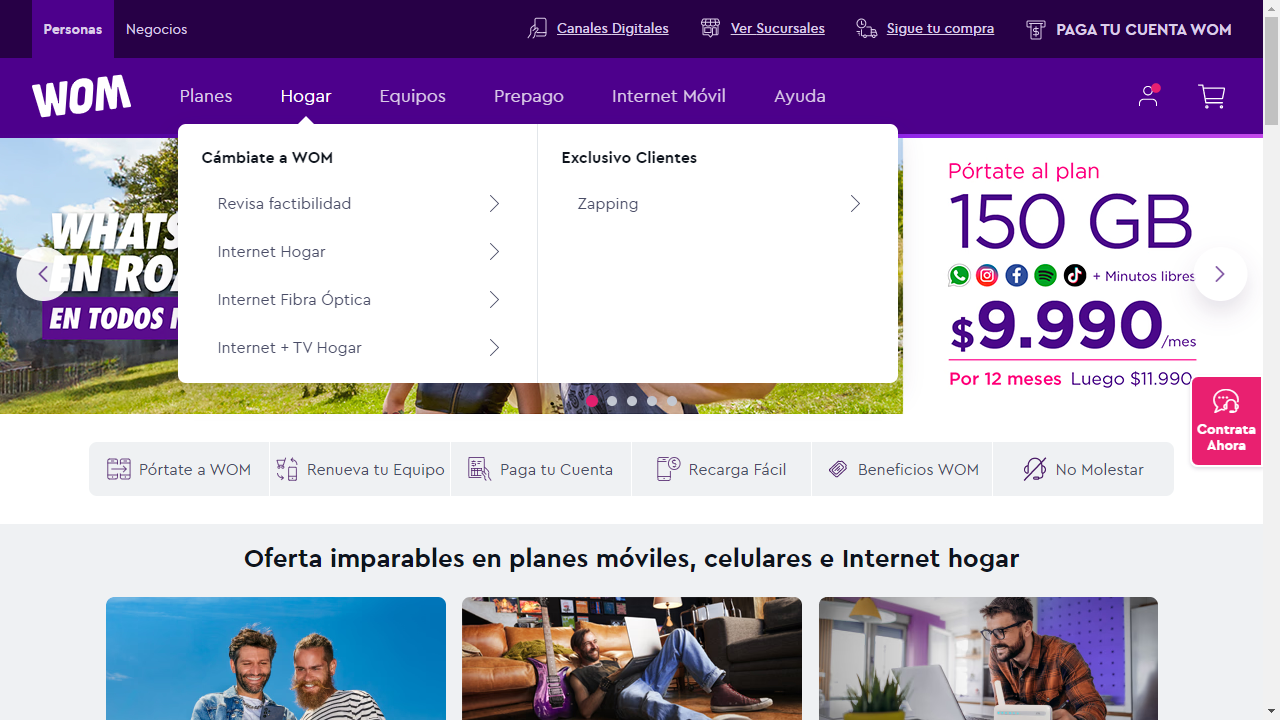 Personas
Negocios
Canales Digitales
Ver Sucursales
Sigue tu compra
PAGA TU CUENTA WOM
WOM
Planes
Hogar
Equipos
Prepago
Internet Móvil
Ayuda
Cámbiate a WOM
Revisa factibilidad
Internet Hogar
Internet Fibra Óptica
Internet + TV Hogar
Exclusivo Clientes
Zapping
EN TODOS
Pórtate al plan
150 GB
+ Minutos libres
$9.990/mes
Por 12 meses Luego $11.990
Contrata
Ahora
Pórtate a WOM
Renueva tu Equipo
Paga tu Cuenta
Recarga Fácil
Beneficios WOM
No Molestar
Oferta imparables en planes móviles, celulares e Internet hogar